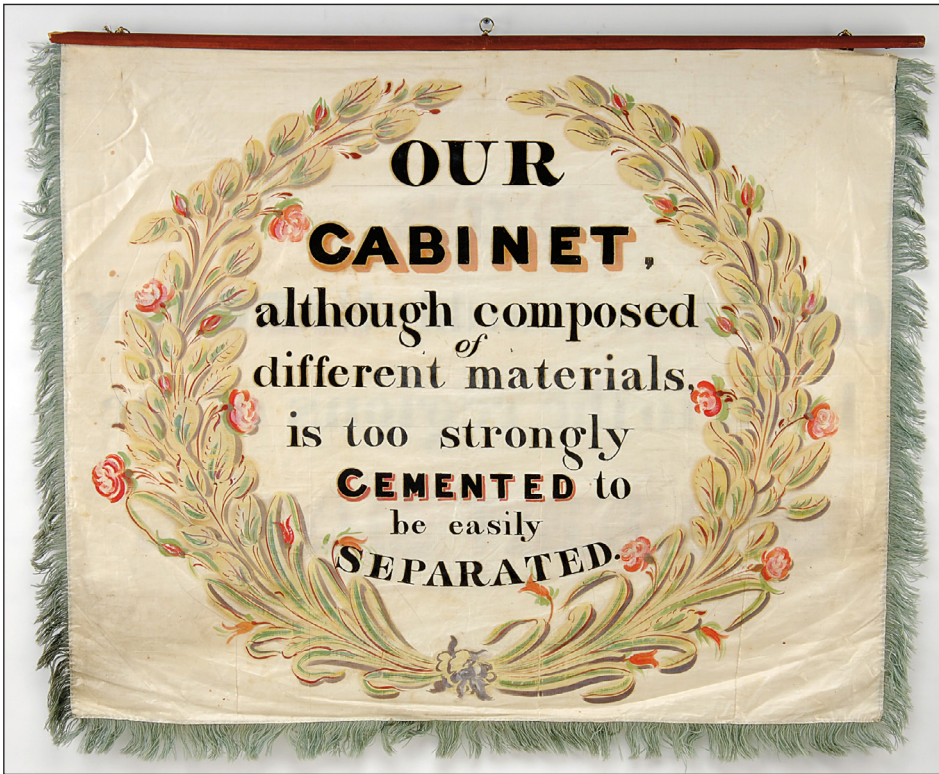 OUR
CABINET,
although composed
of
different materials,
is too strongly
CEMENTED to
be easily
SEPARATED.